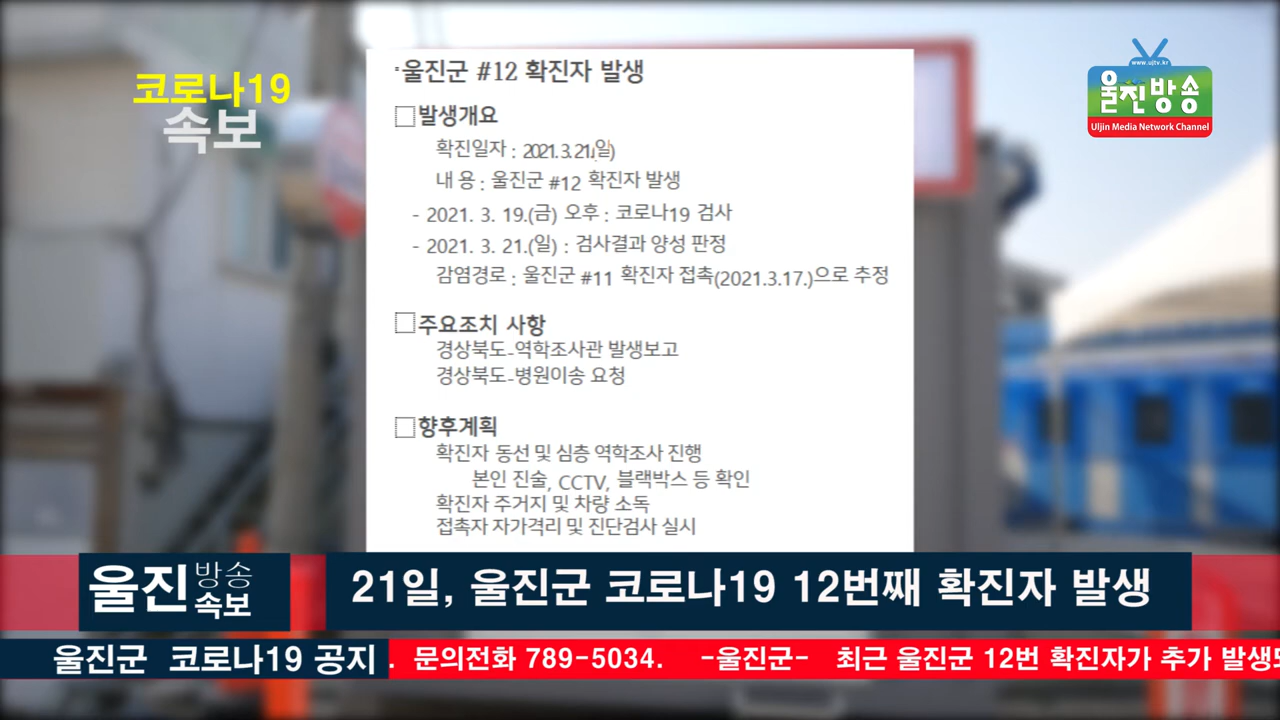 코로나19
속보
www.ujtv.kr
울진방송
Uljin Media Network Channel
울진군 #12 확진자 발생
□발생개요
확진일자 : 2021.3.21.(일)
내 용 : 울진군 #12 확진자 발생
- 2021. 3. 19.(금) 오후 : 코로나19 검사
- 2021. 3. 21.(일) : 검사결과 양성 판정
감염경로 : 울진군 #11 확진자 접촉(2021.3.17.)으로 추정
□주요조치 사항
경상북도-역학조사관 발생보고
경상북도-병원이송 요청
□향후계획
확진자 동선 및 심층 역학조사 진행
본인 진술, CCTV, 블랙박스 등 확인
확진자 주거지 및 차량 소독
접촉자 자가격리 및 진단검사 실시
울진 방송 속보
21일, 울진군 코로나19 12번째 확진자 발생
울진군 코로나19 공지 . 문의전화 789-5034. -울진군- 최근 울진군 12번 확진자가 추가 발생되